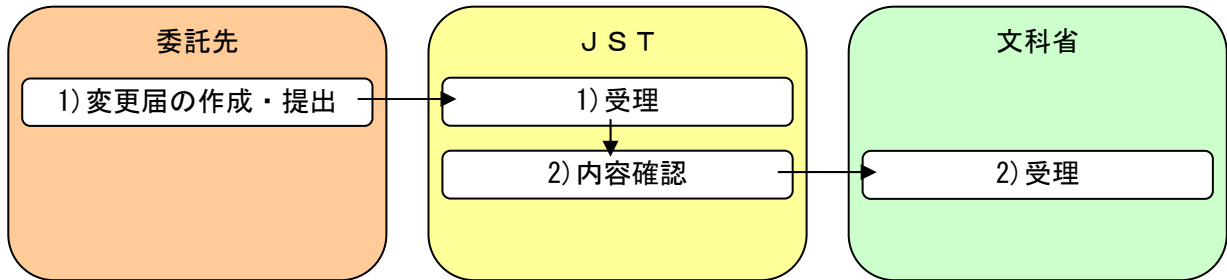 委託先
JST
文科省
1)変更届の作成・提出
1)受理
2)内容確認
2)受理